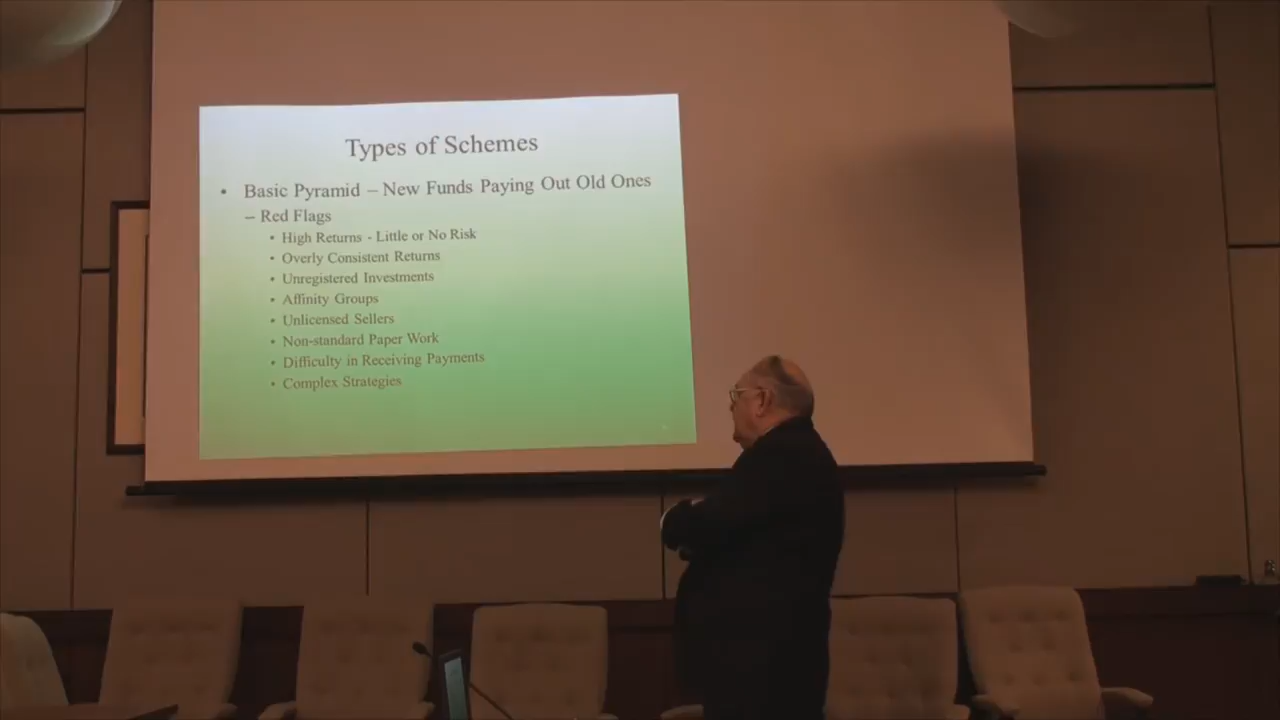 Types of Schemes
• Basic Pyramid – New Funds Paying Out Old Ones
– Red Flags
• High Returns - Little or No Risk
• Overly Consistent Returns
• Unregistered Investments
• Affinity Groups
• Unlicensed Sellers
• Non-standard Paper Work
• Difficulty in Receiving Payments
• Complex Strategies